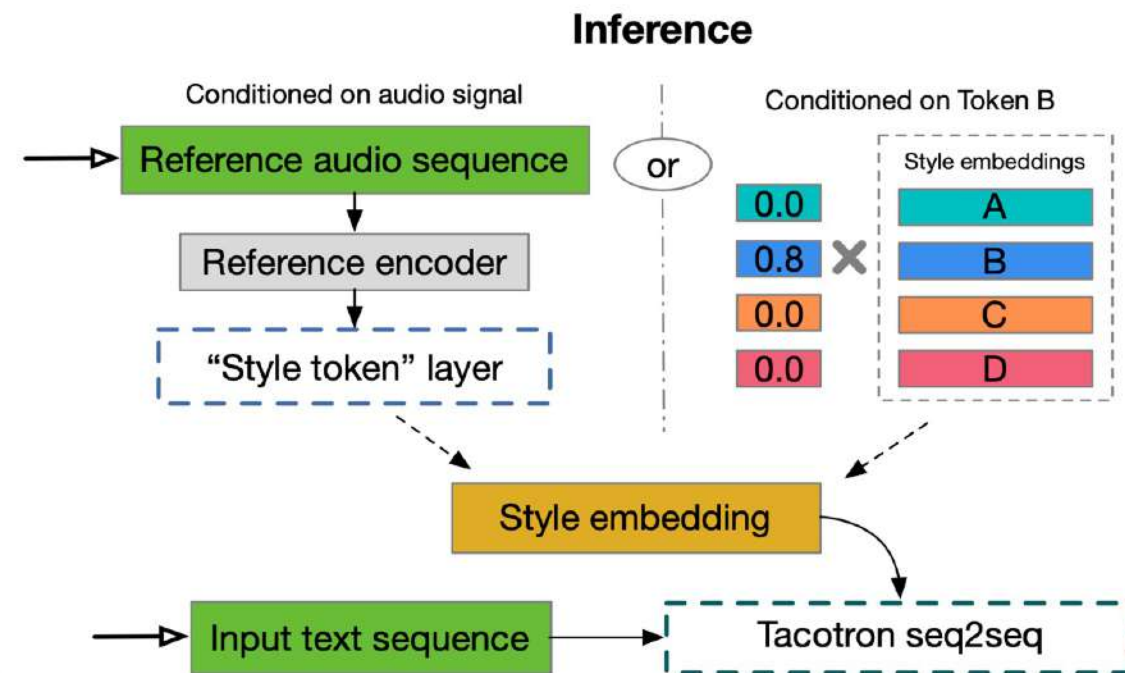 Inference
Conditioned on audio signal
Reference audio sequence
Reference encoder
“Style token” layer
or
Conditioned on Token B
Style embeddings
0.0
A
0.8
B
0.0
C
0.0
D
Style embedding
Input text sequence
Tacotron seq2seq